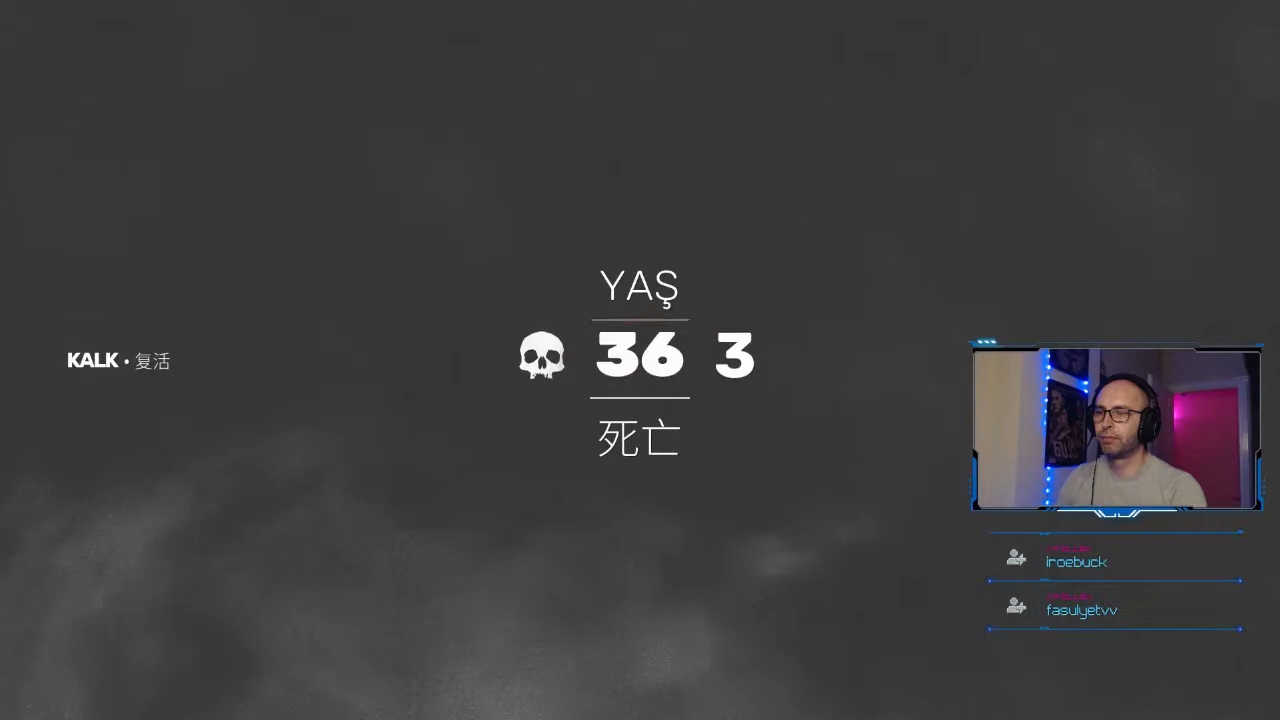 YAŞ
36 3
死亡
KALK • 复活
iroebuck
fasulyetvv